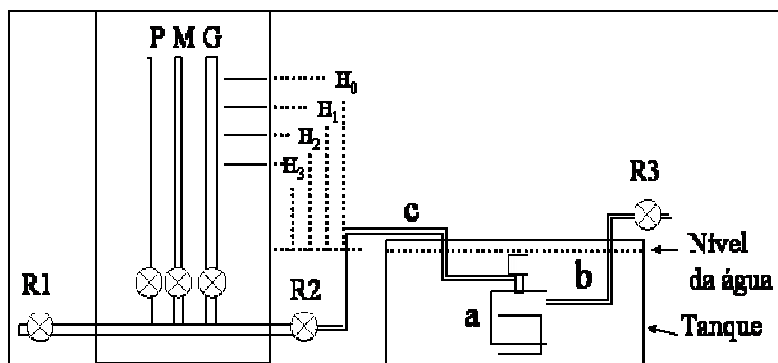 P M G
H₀
H₁
H₂
H₃
R1
R2
c
a
b
R3
Nível
da água
Tanque